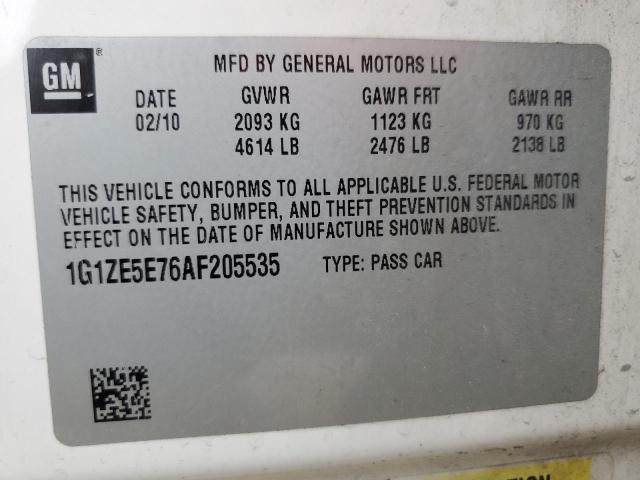 GM ®
MFD BY GENERAL MOTORS LLC
DATE GVWR GAWR FRT GAWR RR
02/10 2093 KG 1123 KG 970 KG
4614 LB 2476 LB 2138 LB
THIS VEHICLE CONFORMS TO ALL APPLICABLE U.S. FEDERAL MOTOR
VEHICLE SAFETY, BUMPER, AND THEFT PREVENTION STANDARDS IN
EFFECT ON THE DATE OF MANUFACTURE SHOWN ABOVE.
1G1ZE5E76AF205535 TYPE: PASS CAR